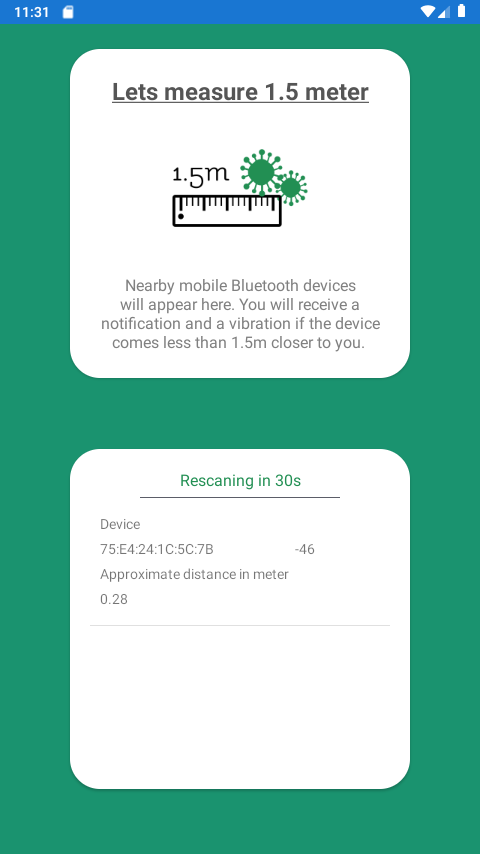 11:31
Lets measure 1.5 meter
1.5m
Nearby mobile Bluetooth devices
will appear here. You will receive a
notification and a vibration if the device
comes less than 1.5m closer to you.
Rescaning in 30s
Device
75:E4:24:1C:5C:7B -46
Approximate distance in meter
0.28